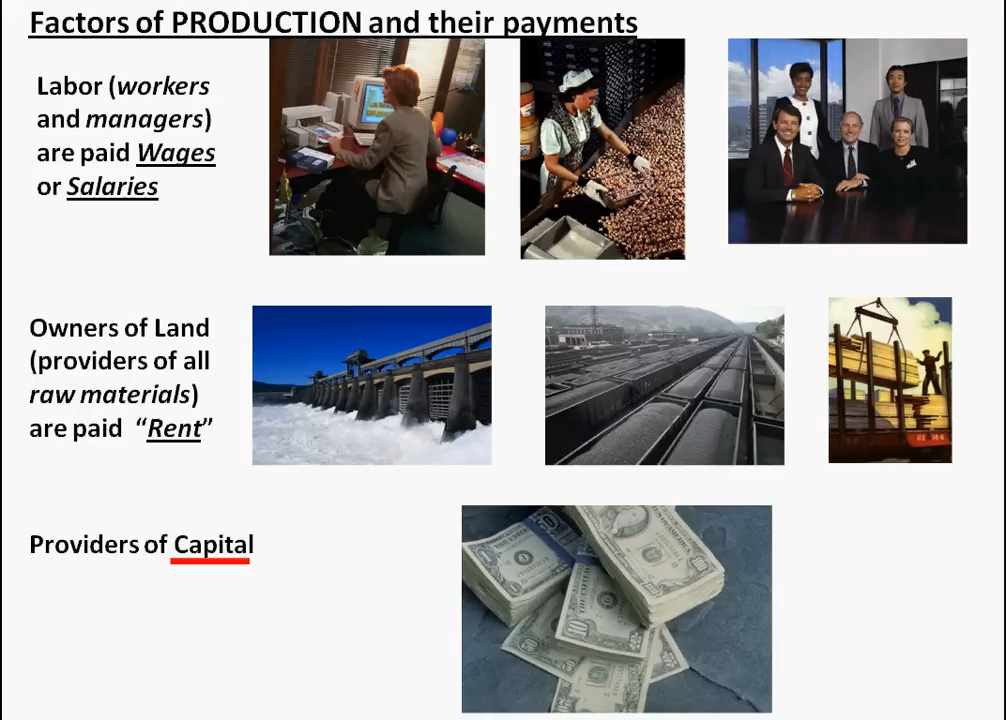 Factors of PRODUCTION and their payments
Labor (workers
and managers)
are paid Wages
or Salaries
Owners of Land
(providers of all
raw materials)
are paid “Rent”
Providers of Capital